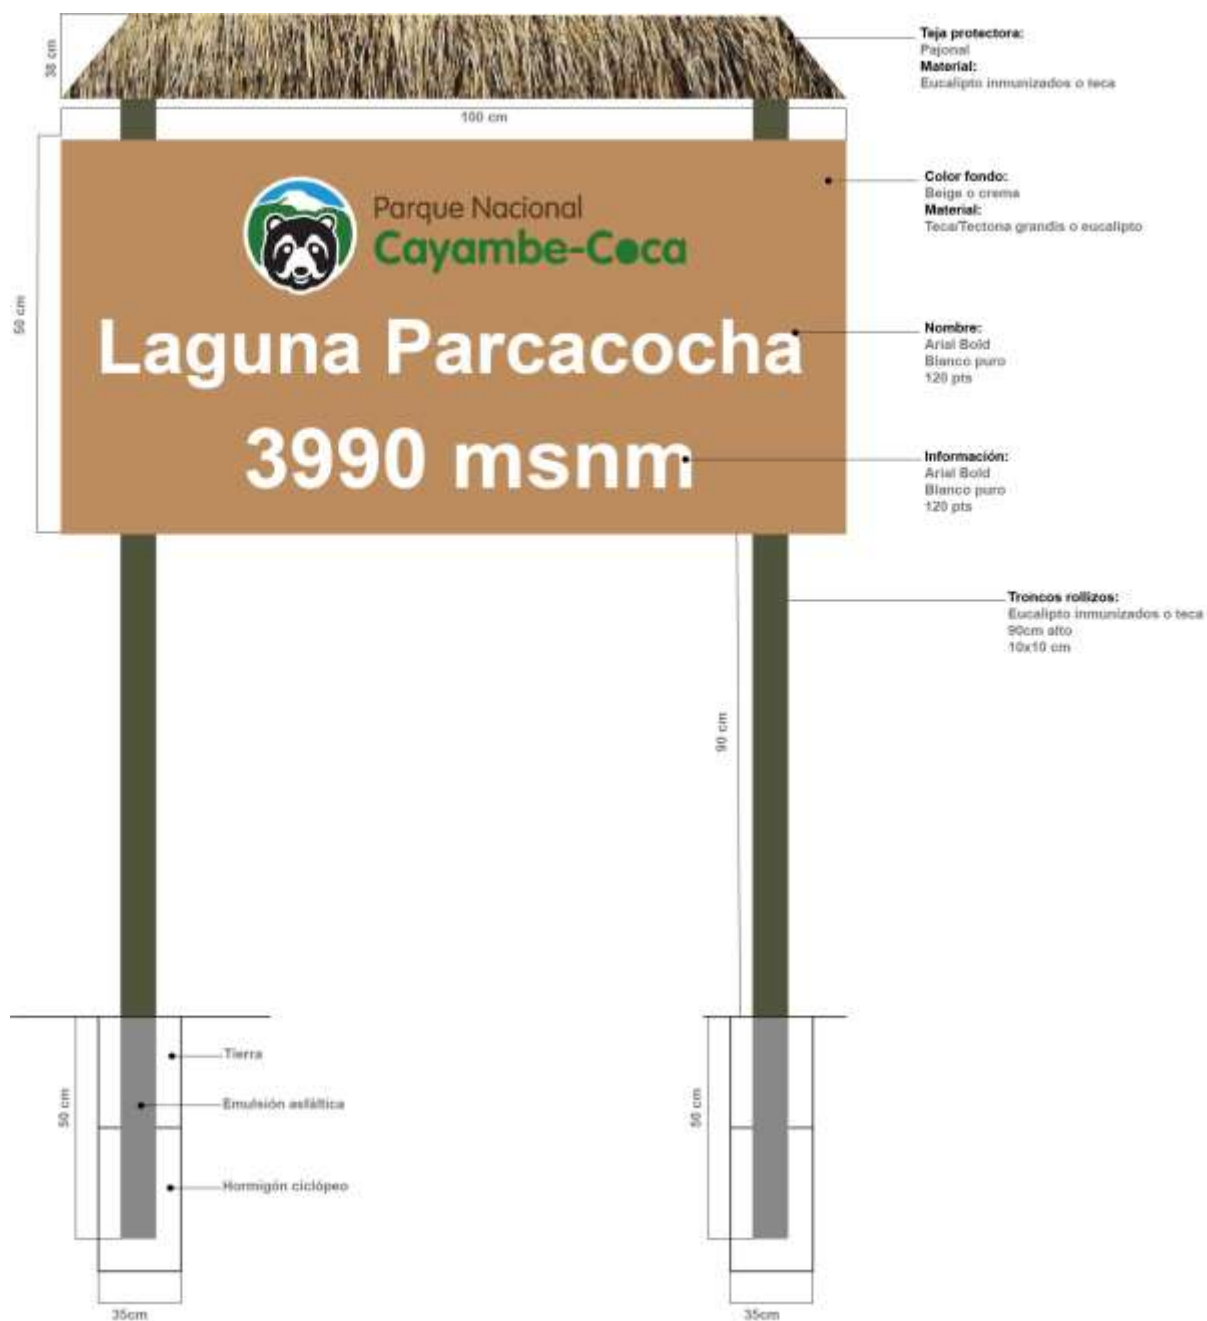 Teja protectora:
Pajonal
Material:
Eucalipto inmunizados o teca
38 cm
100 cm
Color fondo:
Beige o crema
Material:
Teca/Tectona grandis o eucalipto
Parque Nacional
Cayambe-Coca
50 cm
Laguna Parcacocha
Nombre:
Arial Bold
Blanco puro
120 pts
3990 msnm
Información:
Arial Bold
Blanco puro
120 pts
Troncos rollizos:
Eucalipto inmunizados o teca
90cm alto
10x10 cm
90 cm
Tierra
Emulsión asfáltica
Hormigón ciclópeo
50 cm
50 cm
35cm
35cm